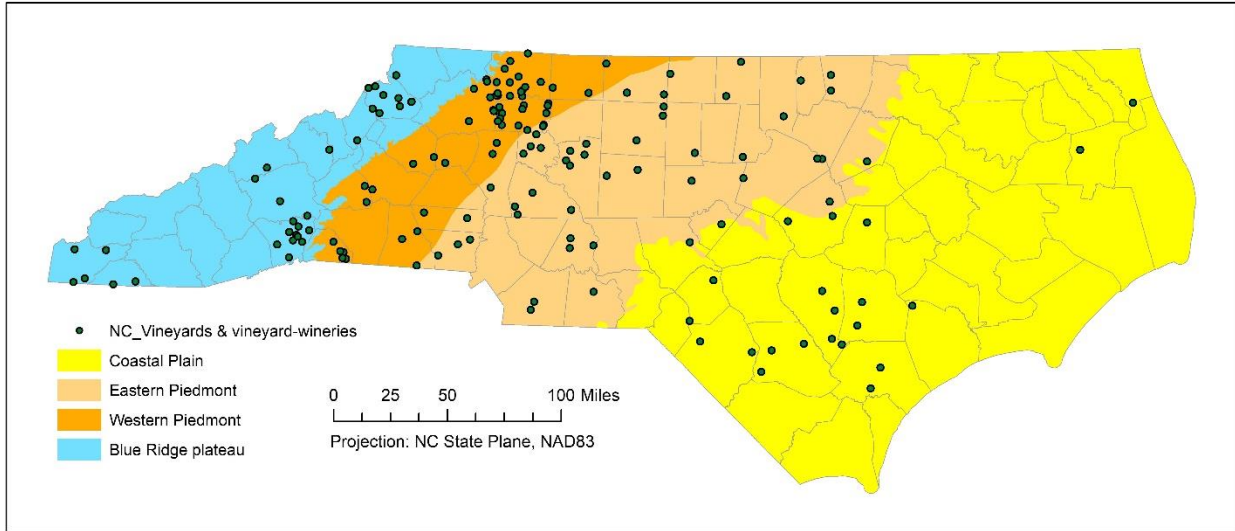 NC_Vineyards & vineyard-wineries
Coastal Plain
Eastern Piedmont
Western Piedmont
Blue Ridge plateau
0 25 50 100 Miles
Projection: NC State Plane, NAD83